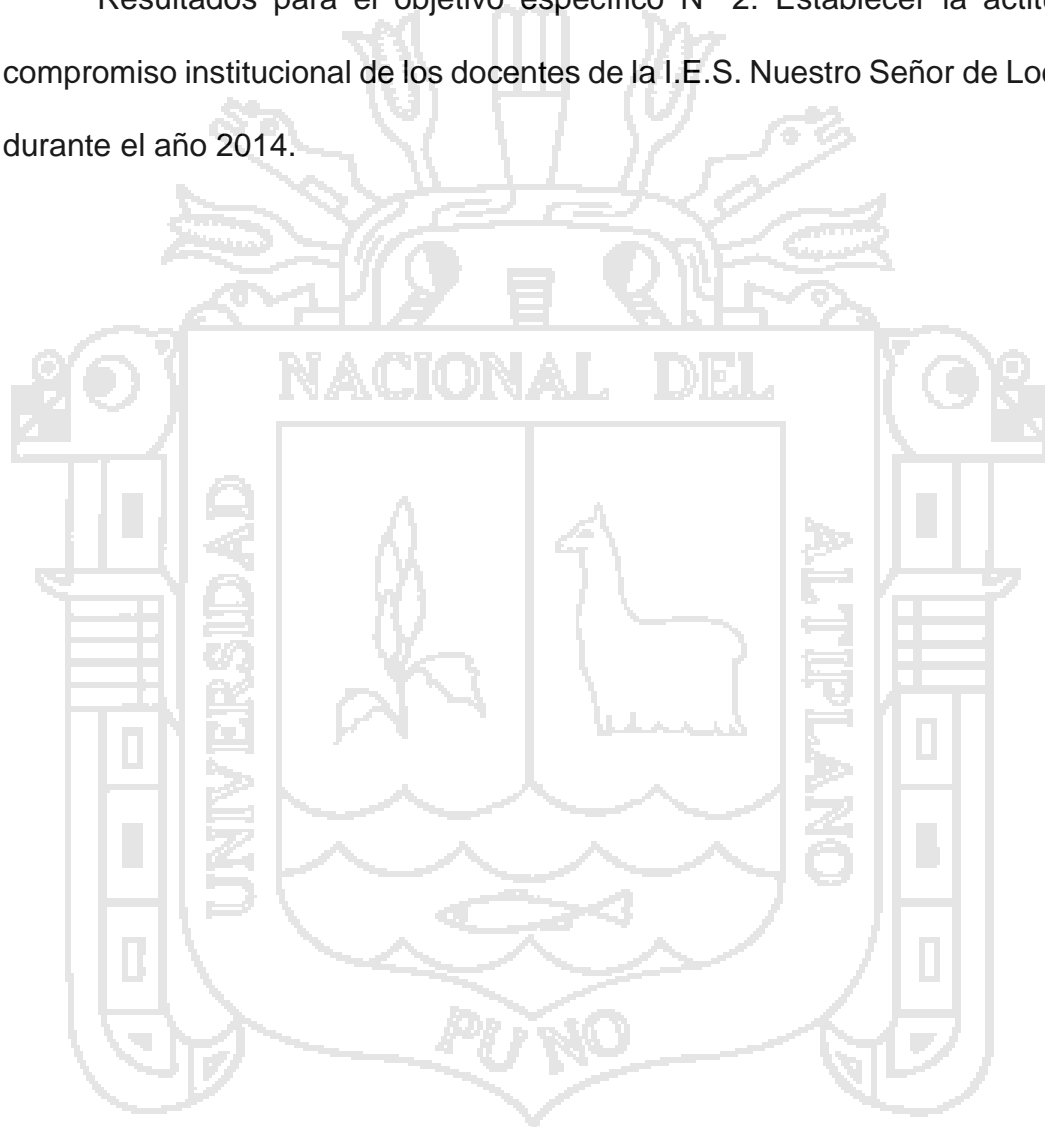 Resultados para el objetivo específico N° 2: Establecer la
compromiso institucional de los docentes de la I.E.S. Nuestro Señor de
durante el año 2014.
NACIONAL DEL
UNIVERSIDAD
ALTIPLANO
PUNO